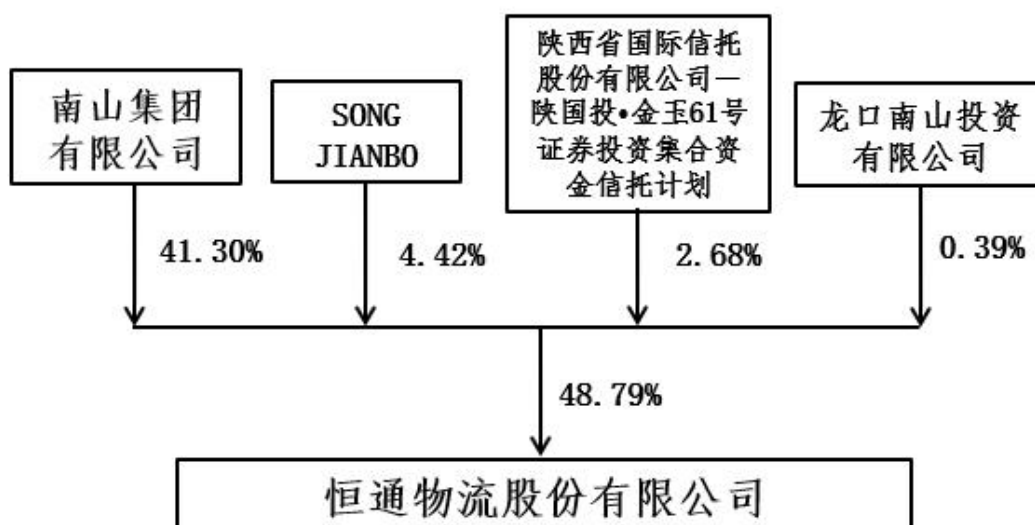 南山集团
有限公司
SONG
JIANBO
陕西省国际信托
股份有限公司—
陕国投•金玉61号
证券投资集合资
金信托计划
龙口南山投资
有限公司
41.30%
4.42%
2.68%
0.39%
48.79%
恒通物流股份有限公司